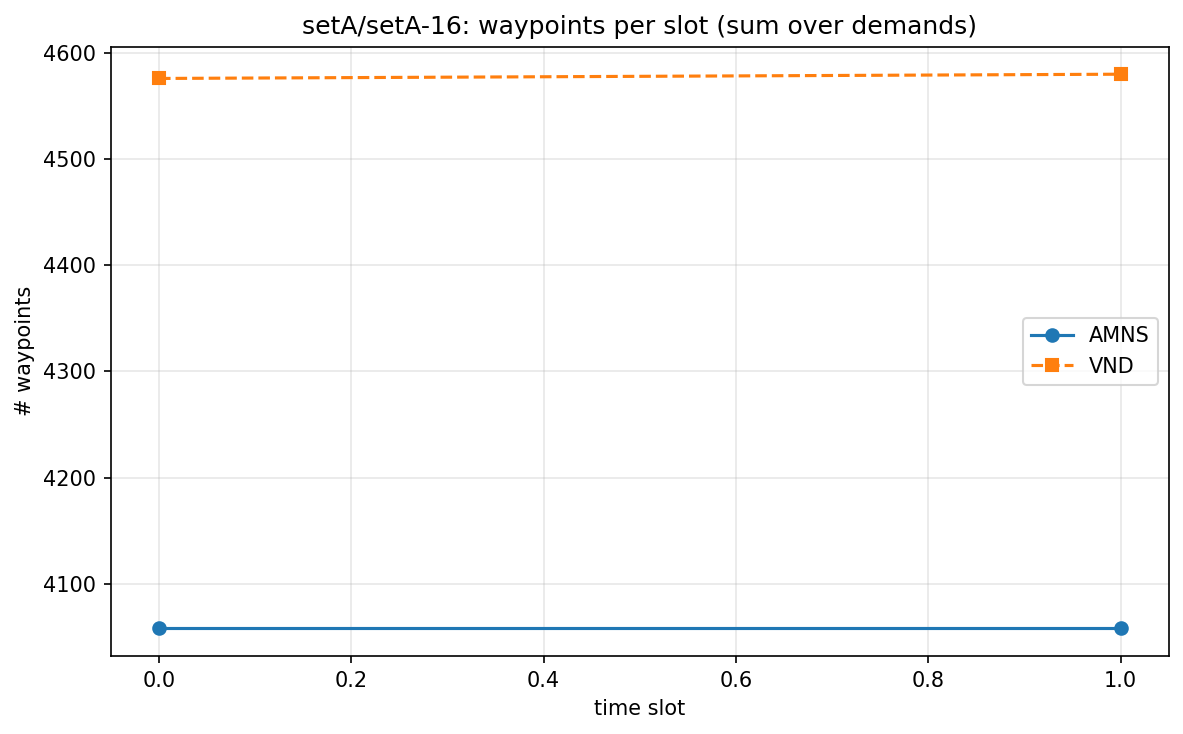 setA/setA-16: waypoints per slot (sum over demands)
4600
4500
4400
4300
4200
4100
# waypoints
AMNS
VND
0.0 0.2 0.4 0.6 0.8 1.0
time slot